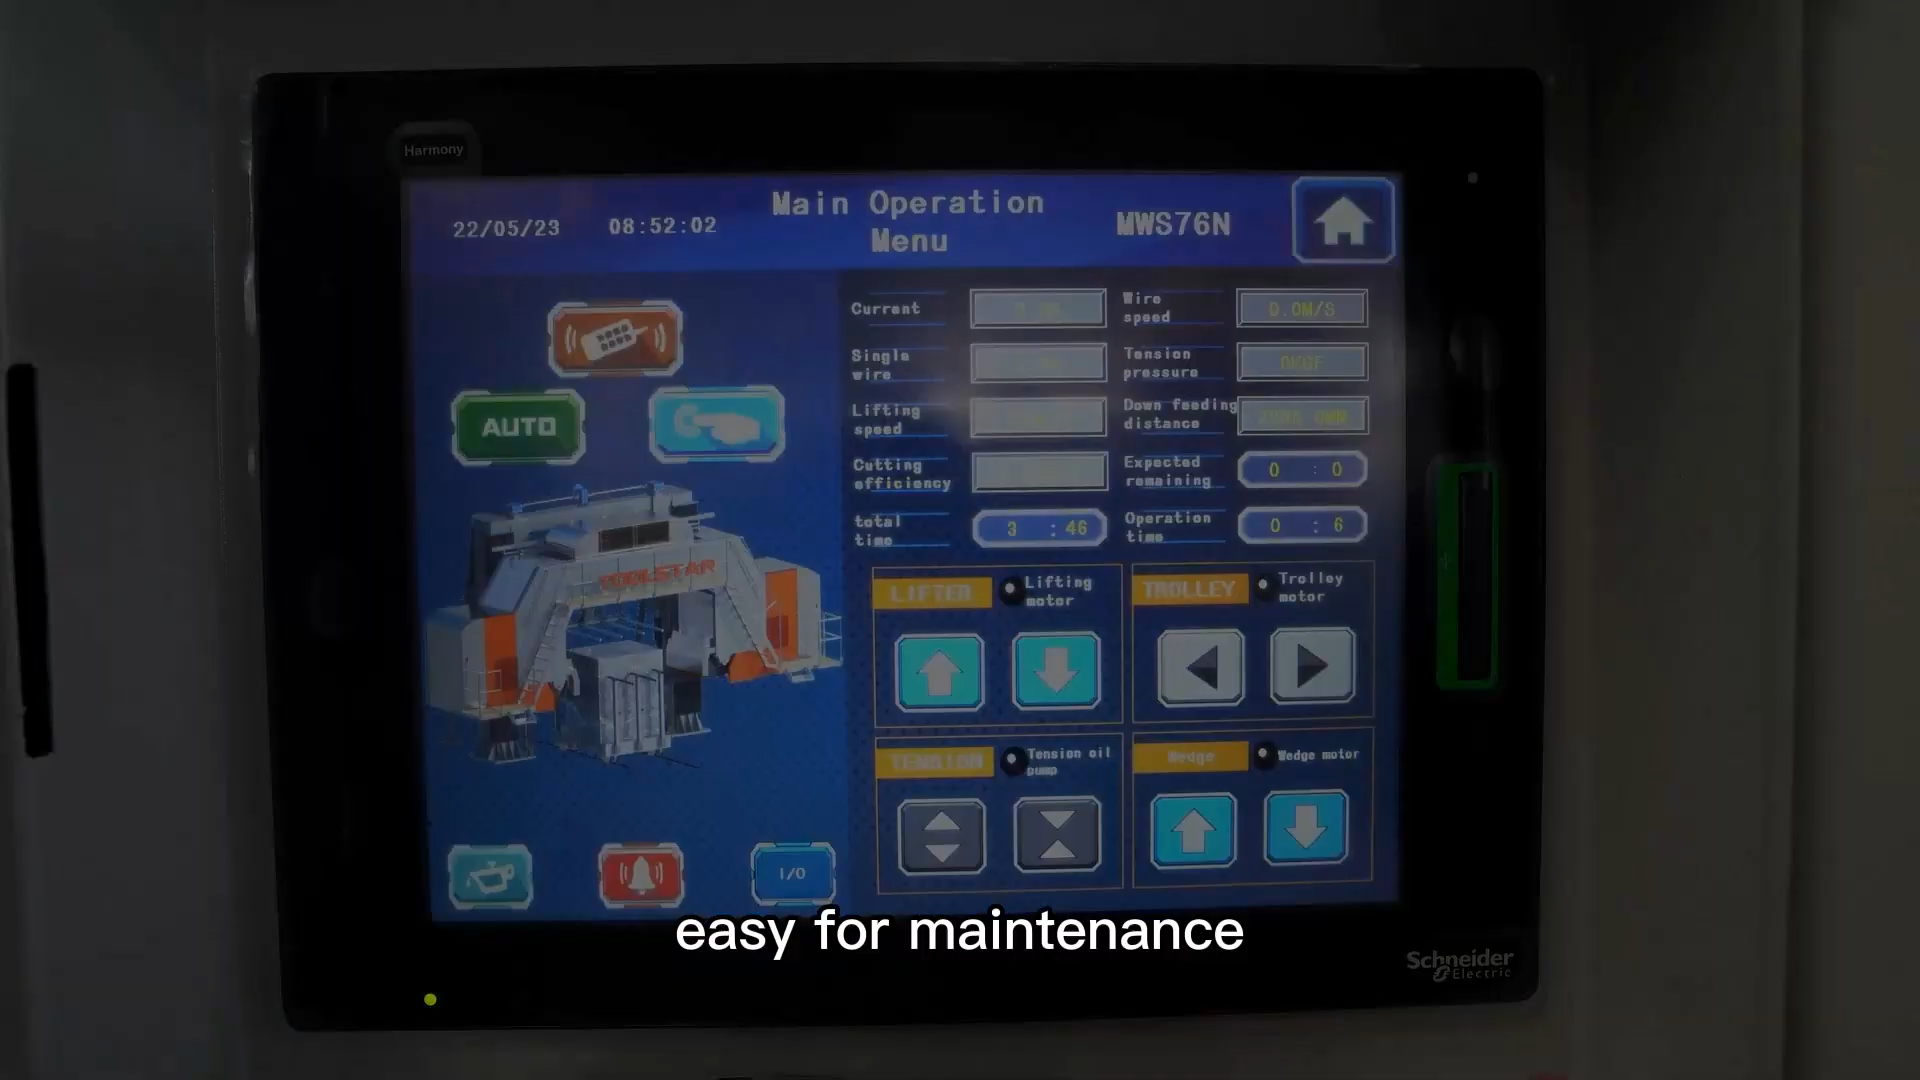 Harmony
22/05/23
08:52:02
Main Operation
Menu
MWS76N
Current
Wire
speed
0.0M/S
Single
wire
Tension
pressure
0KGF
Lifting
speed
Down feeding
distance
Cutting
efficiency
Expected
remaining
0 : 0
total
time
3 : 46
Operation
time
0 : 6
AUTO
TOOLSTAR
LIFTER
Lifting
motor
TROLLEY
Trolley
motor
TENSION
Tension oil
pump
Wedge
Wedge motor
I/O
easy for maintenance
Schneider
Electric